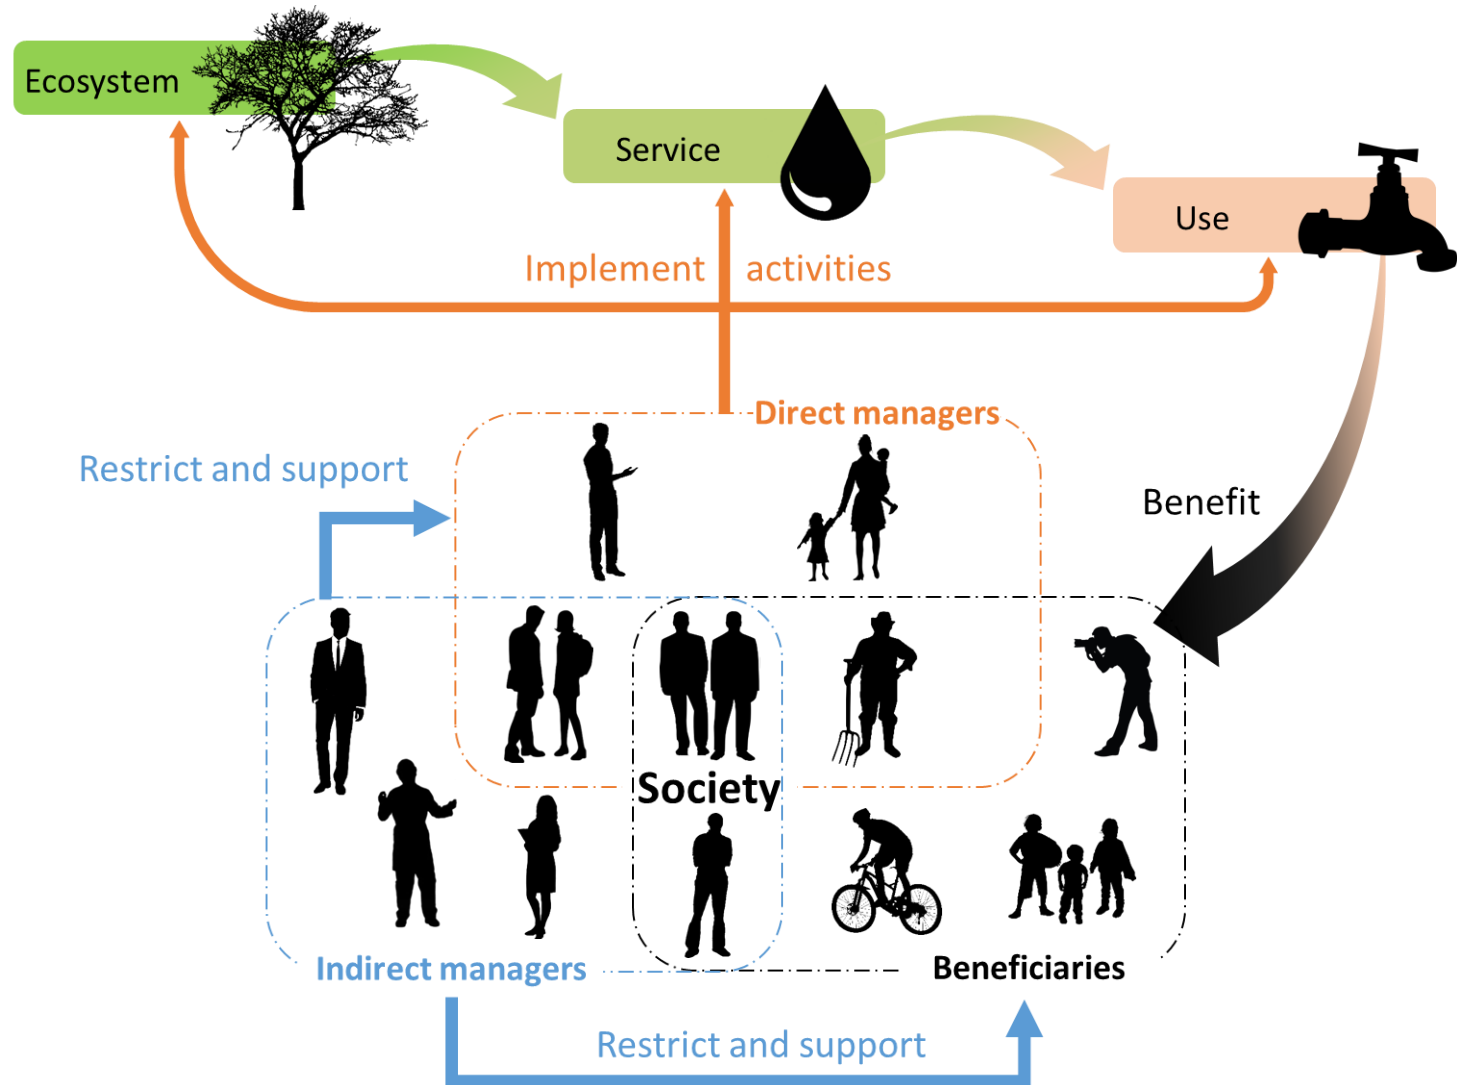 Ecosystem
Service
Use
Implement activities
Direct managers
Restrict and support
Benefit
Society
Indirect managers
Beneficiaries
Restrict and support